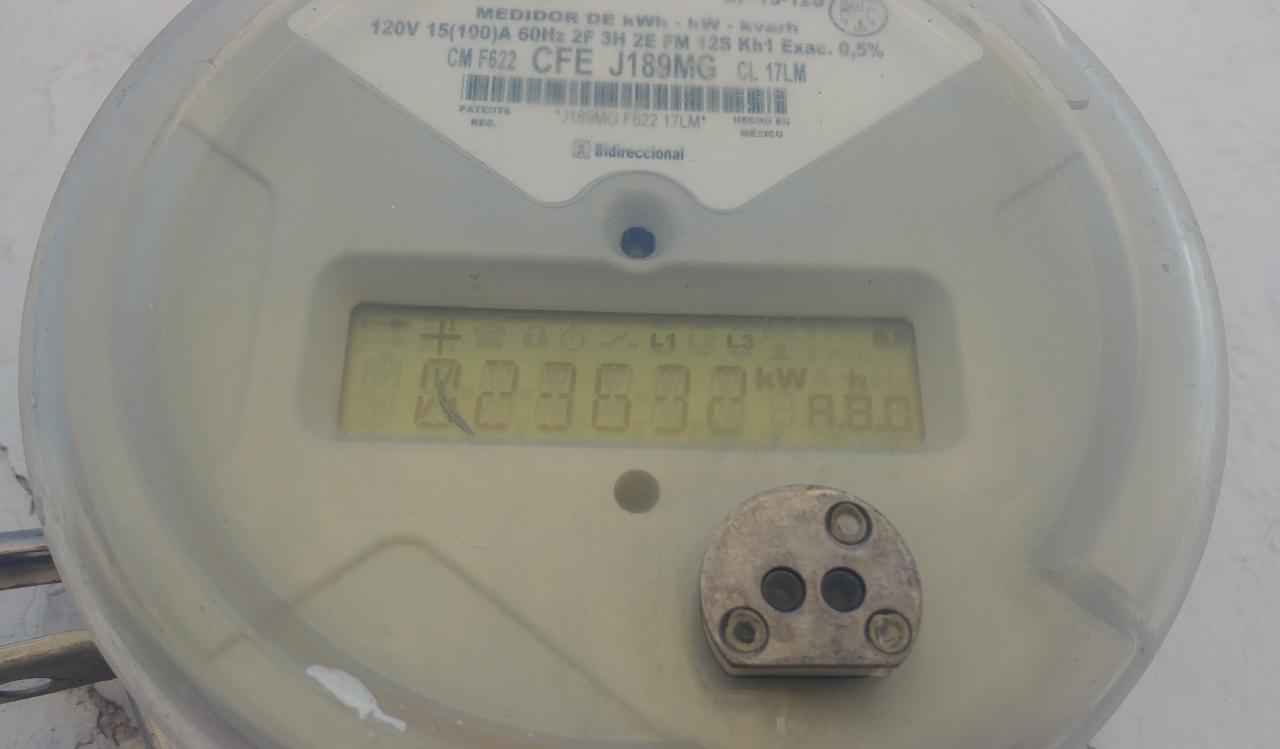 MEDIDOR DE kWh - kW - kvarh
120V 15(100)A 60Hz 2F 3H 2E FM 12S Kh1 Exac. 0,5%
CM F622 CFE J189MG CL 17LM
PATENTE REG.
*J189MG F622 17LM*
HECHO EN MÉXICO
X Bidireccional
L1 L2 L3
kW h
8.8.0